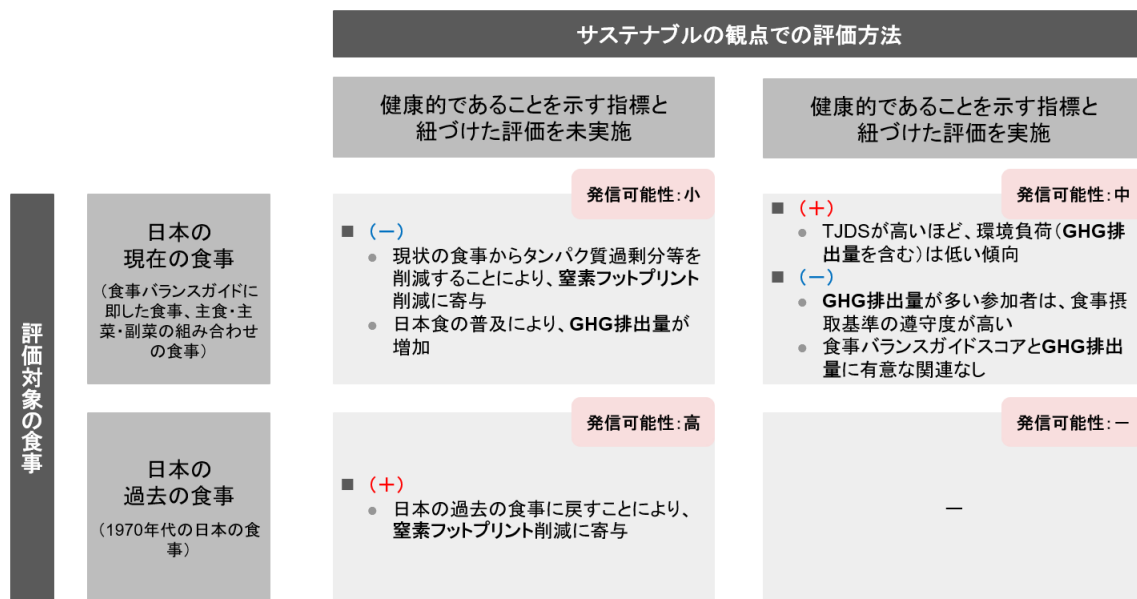 サステナブルの観点での評価方法
健康的であることを示す指標と
紐づけた評価を未実施
健康的であることを示す指標と
紐づけた評価を実施
評価対象の食事
日本の
現在の食事
（食事バランスガイドに
即した食事、主食・主
菜・副菜の組み合わせ
の食事）
発信可能性：小
■ （－）
● 現状の食事からタンパク質過剰分等を
削減することにより、窒素フットプリント
削減に寄与
● 日本食の普及により、GHG排出量が
増加
発信可能性：中
■ （＋）
● TJDSが高いほど、環境負荷（GHG排
出量を含む）は低い傾向
■ （－）
● GHG排出量が多い参加者は、食事摂
取基準の遵守度が高い
● 食事バランスガイドスコアとGHG排出
量に有意な関連なし
日本の
過去の食事
（1970年代の日本の食
事）
発信可能性：高
■ （＋）
● 日本の過去の食事に戻すことにより、
窒素フットプリント削減に寄与
発信可能性：－
－